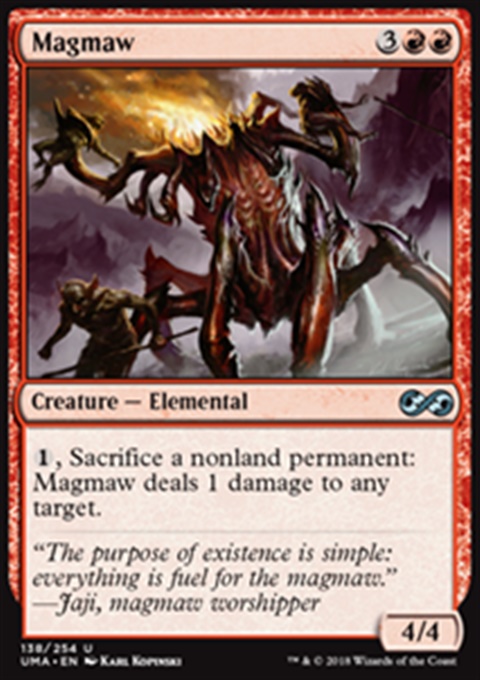 Magmaw 3
Creature — Elemental
1, Sacrifice a nonland permanent:
Magmaw deals 1 damage to any
target.
“The purpose of existence is simple:
everything is fuel for the magmaw.”
—Jaji, magmaw worshipper
4/4
138/254 U
UMA • EN Karl Kopinski
™ & © 2018 Wizards of the Coast